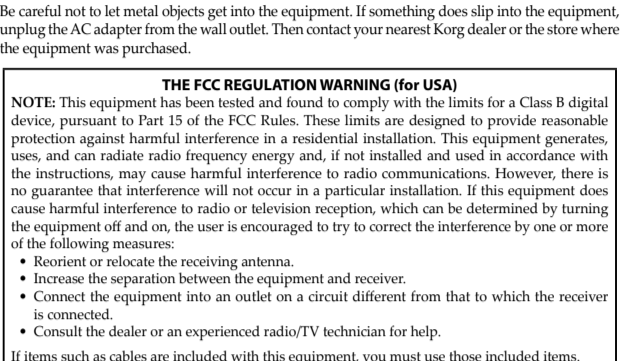 Be careful not to let metal objects get into the equipment. If something does slip into the equipment,
unplug the AC adapter from the wall outlet. Then contact your nearest Korg dealer or the store where
the equipment was purchased.
THE FCC REGULATION WARNING (for USA)
NOTE: This equipment has been tested and found to comply with the limits for a Class B digital
device, pursuant to Part 15 of the FCC Rules. These limits are designed to provide reasonable
protection against harmful interference in a residential installation. This equipment generates,
uses, and can radiate radio frequency energy and, if not installed and used in accordance with
the instructions, may cause harmful interference to radio communications. However, there is
no guarantee that interference will not occur in a particular installation. If this equipment does
cause harmful interference to radio or television reception, which can be determined by turning
the equipment off and on, the user is encouraged to try to correct the interference by one or more
of the following measures:
• Reorient or relocate the receiving antenna.
• Increase the separation between the equipment and receiver.
• Connect the equipment into an outlet on a circuit different from that to which the receiver
is connected.
• Consult the dealer or an experienced radio/TV technician for help.
If items such as cables are included with this equipment, you must use those included items.